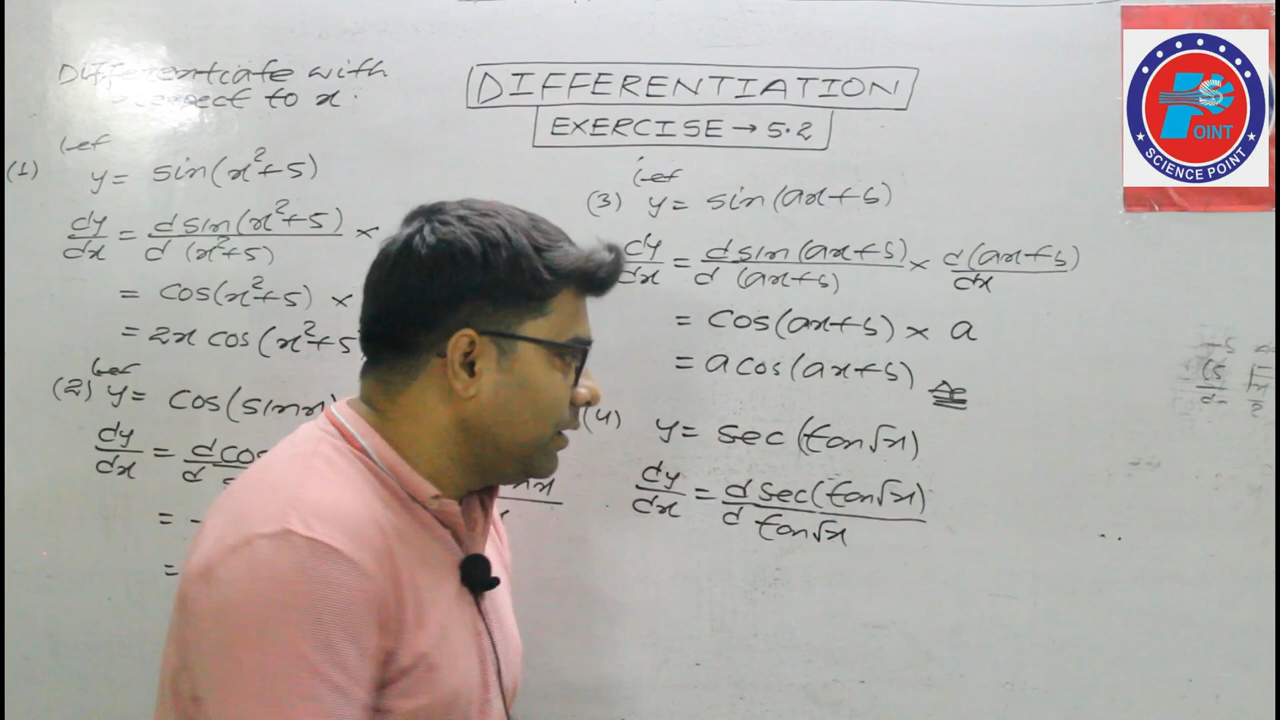 Differentiate with
respect to x.
DIFFERENTIATION
EXERCISE → 5.2
let
(1) y = sin(x²+5)
dy/dx = d sin(x²+5)/d (x²+5) ×
= cos(x²+5) ×
= 2x cos(x²+5
let
(2) y = cos(sinx)
dy/dx = d cos
d
= -
=
let
(3) y = sin(ax+b)
dy/dx = d sin(ax+b)/d (ax+b) × d(ax+b)/dx
= cos(ax+b) × a
= a cos(ax+b)
(4) y = sec(tan√x)
dy/dx = d sec(tan√x)/d tan√x
POINT
SCIENCE POINT